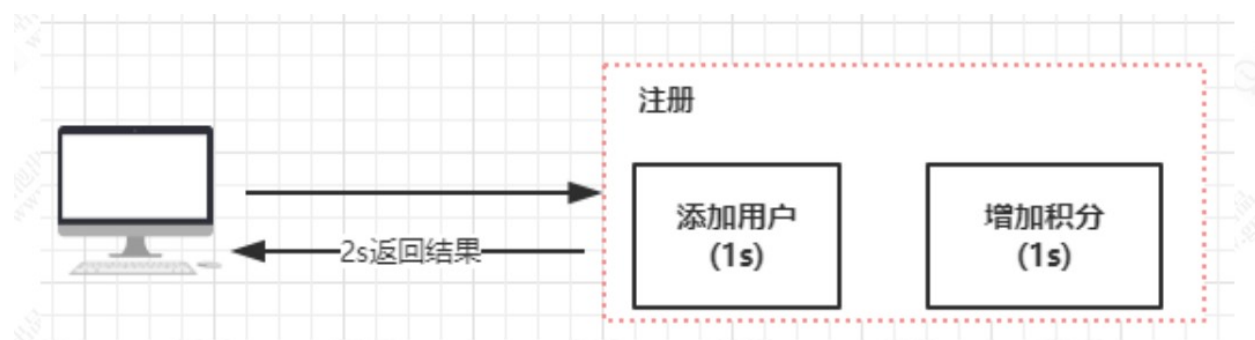 注册
添加用户
(1s)
增加积分
(1s)
2s返回结果